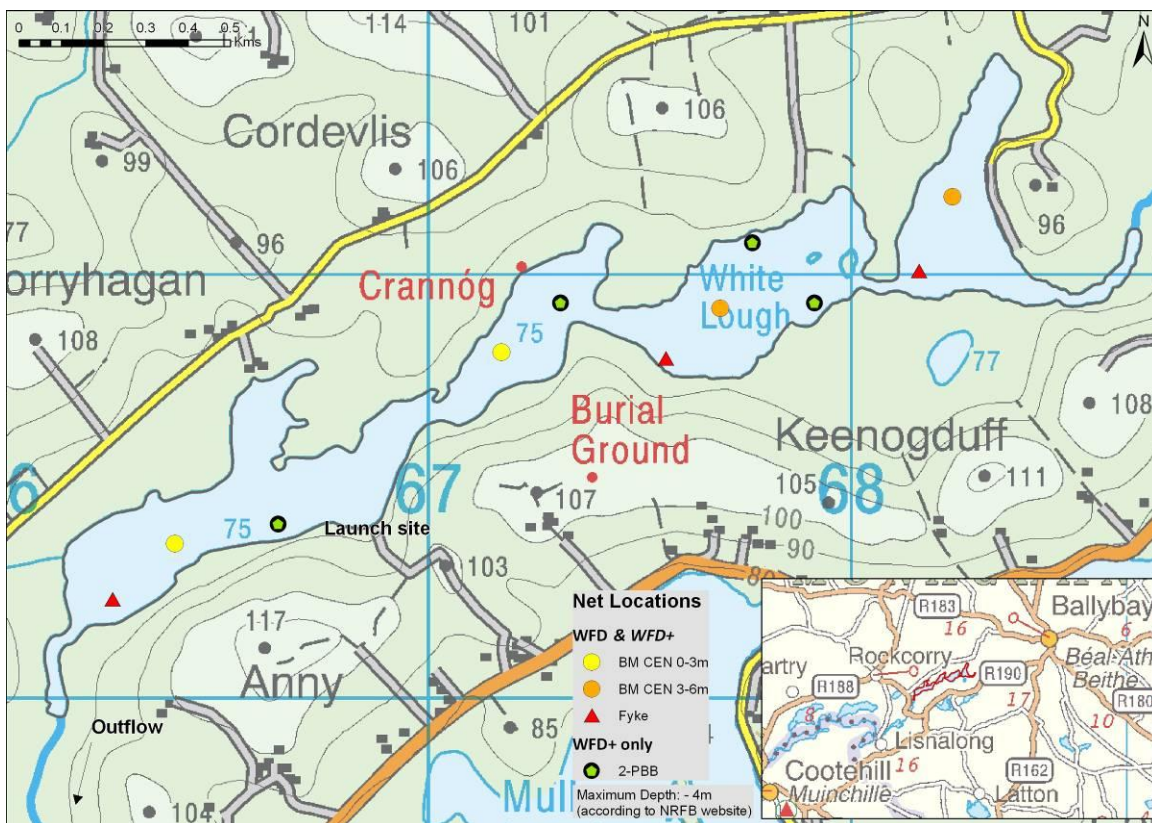 0 0.1 0.2 0.3 0.4 0.5
Kms
N
114
101
Cordevlis
106
99
106
96
96
77
orryhagan
Crannóg
White
Lough
75
108
77
Burial
Ground
Keenogduff
108
111
67
107
105
68
6
75
Launch site
100
90
103
117
Anny
Outflow
85
104
Net Locations
WFD & WFD+
BM CEN 0-3m
BM CEN 3-6m
Fyke
WFD+ only
2-PBB
Maximum Depth: - 4m
(according to NRFB website)
R183
16
Ballybay
6
Rockcorry
artry
Béal-Ath
Beithe
R188
R190
17
R180
8
10
Lisnalong
Cootehill
16
Muinchille
R162
Latton